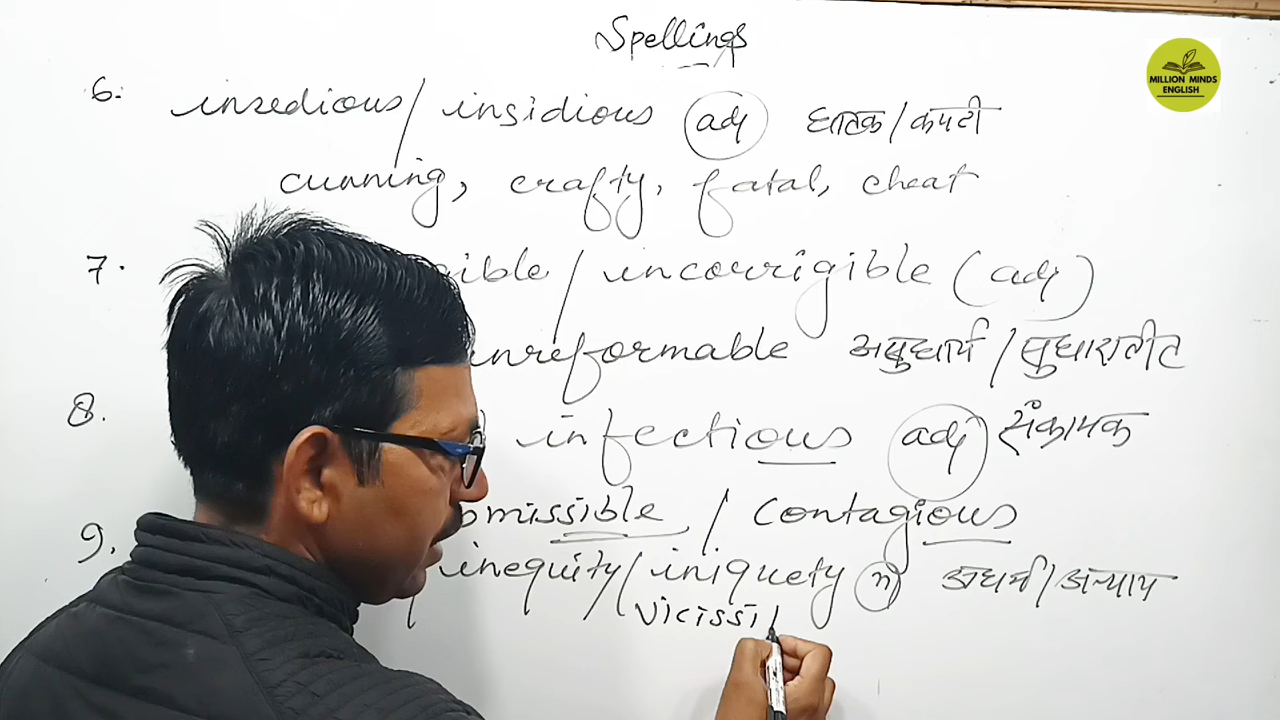 Spellings
MILLION MINDS
ENGLISH
6. insedious/ insidious adj घातक/कपटी
cunning, crafty, fatal, cheat
7. gible / incorrigible (adj)
unreformable असुधार्य / सुधारातीत
8. infectious adj संक्रामक
missible / Contagious
9. inequity/iniquety n अधर्म/अन्याय
vicissi